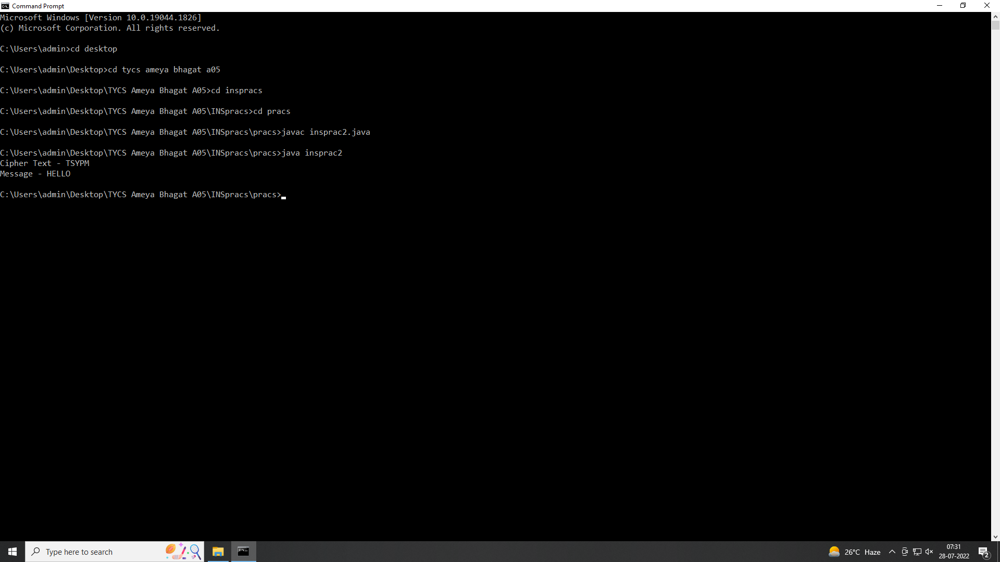 Command Prompt
Microsoft Windows [Version 10.0.19044.1826]
(c) Microsoft Corporation. All rights reserved.
C:\Users\admin>cd desktop
C:\Users\admin\Desktop>cd tycs ameya bhagat a05
C:\Users\admin\Desktop\TYCS Ameya Bhagat A05>cd inspracs
C:\Users\admin\Desktop\TYCS Ameya Bhagat A05\INSpracs>cd pracs
C:\Users\admin\Desktop\TYCS Ameya Bhagat A05\INSpracs\pracs>javac insprac2.java
C:\Users\admin\Desktop\TYCS Ameya Bhagat A05\INSpracs\pracs>java insprac2
Cipher Text - TSYPM
Message - HELLO
C:\Users\admin\Desktop\TYCS Ameya Bhagat A05\INSpracs\pracs>
Type here to search
26°C Haze
07:31
28-07-2022
2